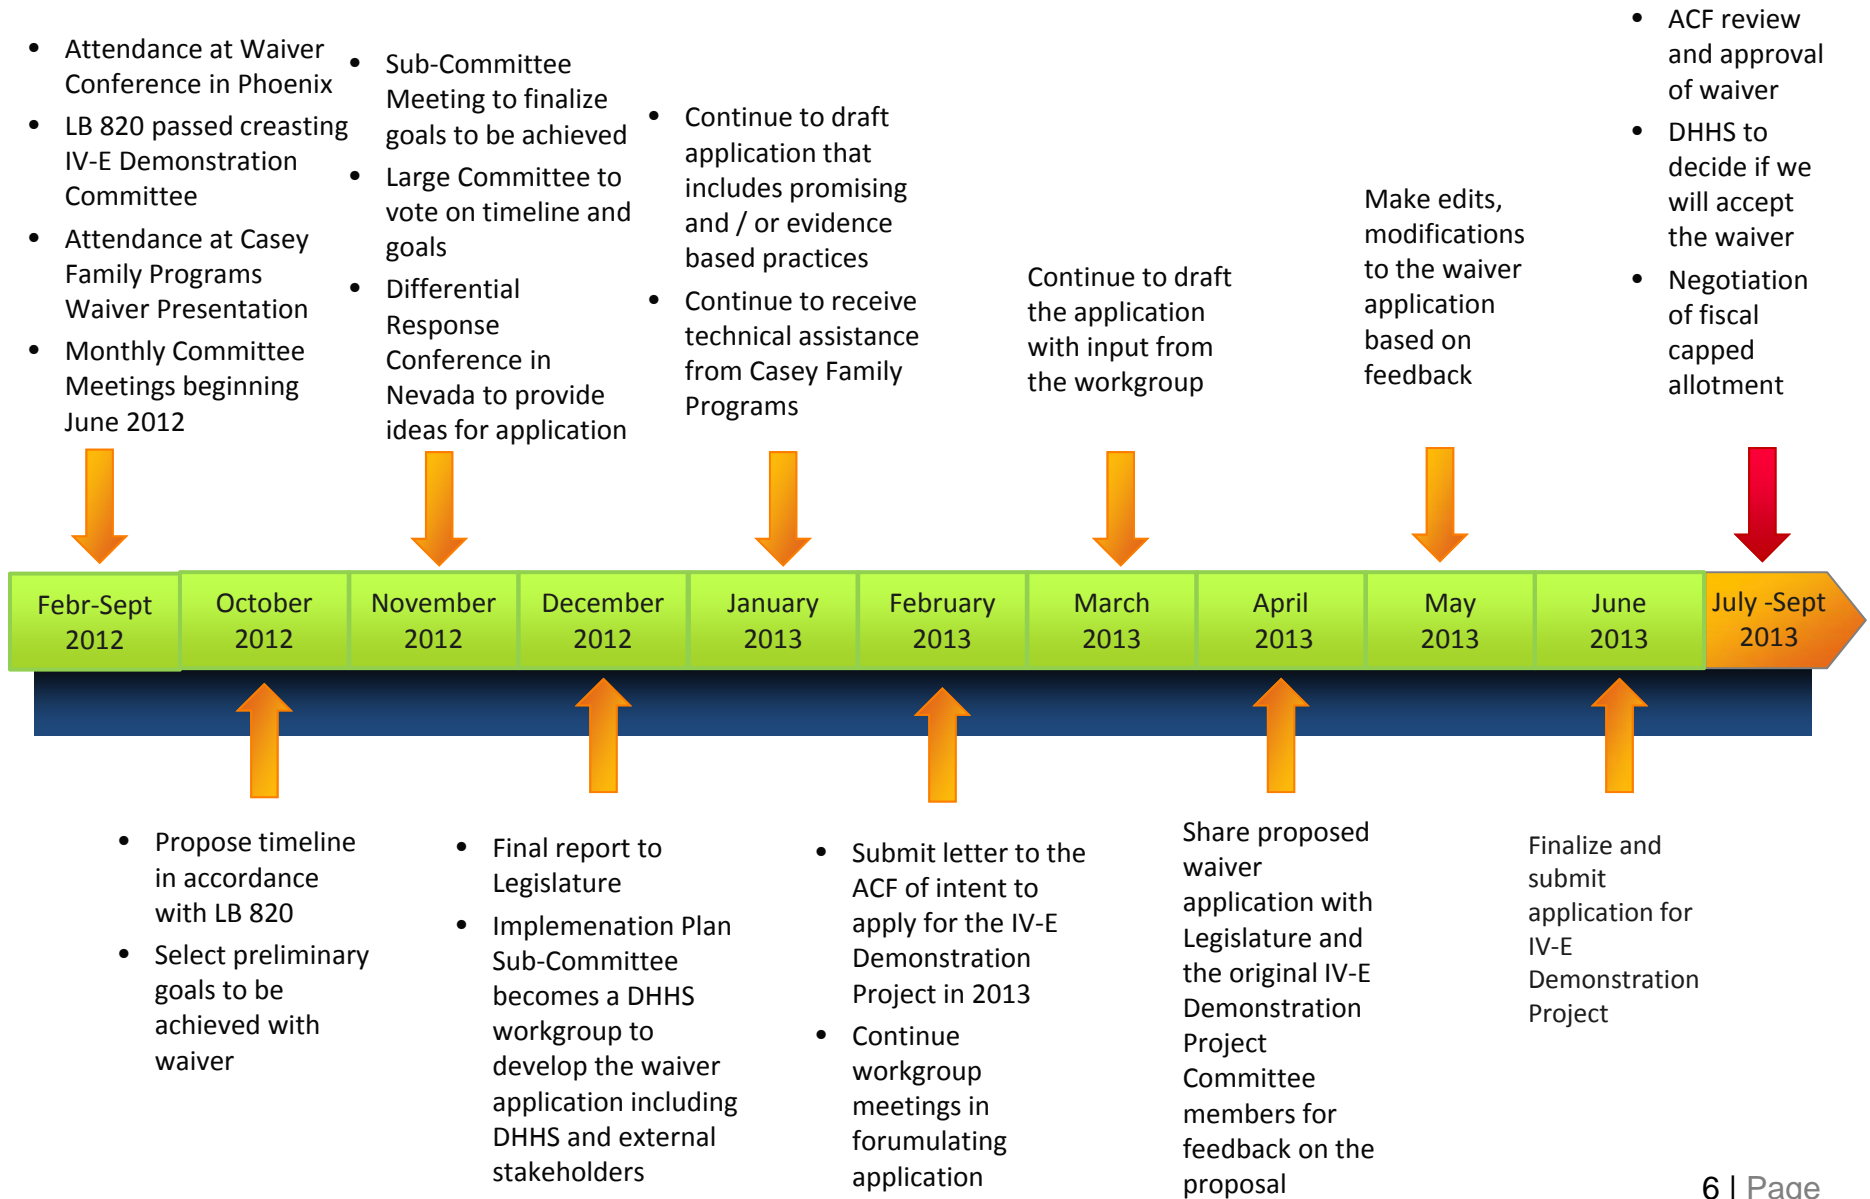 • Attendance at Waiver
Conference in Phoenix
• LB 820 passed creasting
IV-E Demonstration
Committee
• Attendance at Casey
Family Programs
Waiver Presentation
• Monthly Committee
Meetings beginning
June 2012
• Sub-Committee
Meeting to finalize
goals to be achieved
• Large Committee to
vote on timeline and
goals
• Differential
Response
Conference in
Nevada to provide
ideas for application
• Continue to draft
application that
includes promising
and / or evidence
based practices
• Continue to receive
technical assistance
from Casey Family
Programs
Continue to draft
the application
with input from
the workgroup
Make edits,
modifications
to the waiver
application
based on
feedback
• ACF review
and approval
of waiver
• DHHS to
decide if we
will accept
the waiver
• Negotiation
of fiscal
capped
allotment
Febr-Sept
2012
October
2012
November
2012
December
2012
January
2013
February
2013
March
2013
April
2013
May
2013
June
2013
July -Sept
2013
• Propose timeline
in accordance
with LB 820
• Select preliminary
goals to be
achieved with
waiver
• Final report to
Legislature
• Implemenation Plan
Sub-Committee
becomes a DHHS
workgroup to
develop the waiver
application including
DHHS and external
stakeholders
• Submit letter to the
ACF of intent to
apply for the IV-E
Demonstration
Project in 2013
• Continue
workgroup
meetings in
forumulating
application
Share proposed
waiver
application with
Legislature and
the original IV-E
Demonstration
Project
Committee
members for
feedback on the
proposal
Finalize and
submit
application for
IV-E
Demonstration
Project
6 | Page